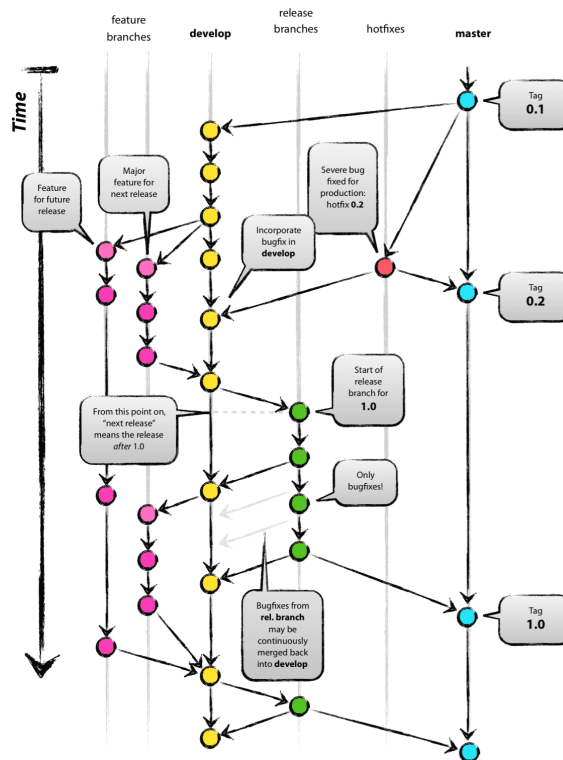 feature
branches
develop
release
branches
hotfixes
master
Time
Tag
0.1
Major
feature for
next release
Feature
for future
release
Severe bug
fixed for
production:
hotfix 0.2
Incorporate
bugfix in
develop
Tag
0.2
Start of
release
branch for
1.0
From this point on,
“next release”
means the release
after 1.0
Only
bugfixes!
Bugfixes from
rel. branch
may be
continuously
merged back
into develop
Tag
1.0